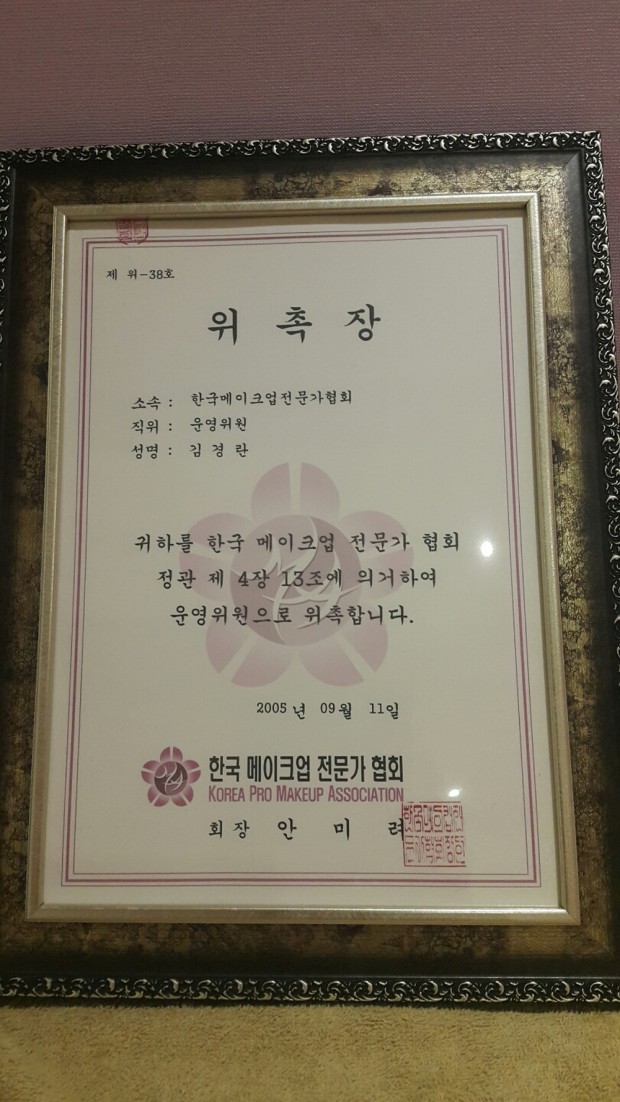 제 위-38호
위 촉 장
소속 : 한국메이크업전문가협회
직위 : 운영위원
성명 : 김 경 란
귀하를 한국 메이크업 전문가 협회
정관 제 4장 13조에 의거하여
운영위원으로 위촉합니다.
2005년 09월 11일
한국 메이크업 전문가 협회
KOREA PRO MAKEUP ASSOCIATION
회장 안 미 려